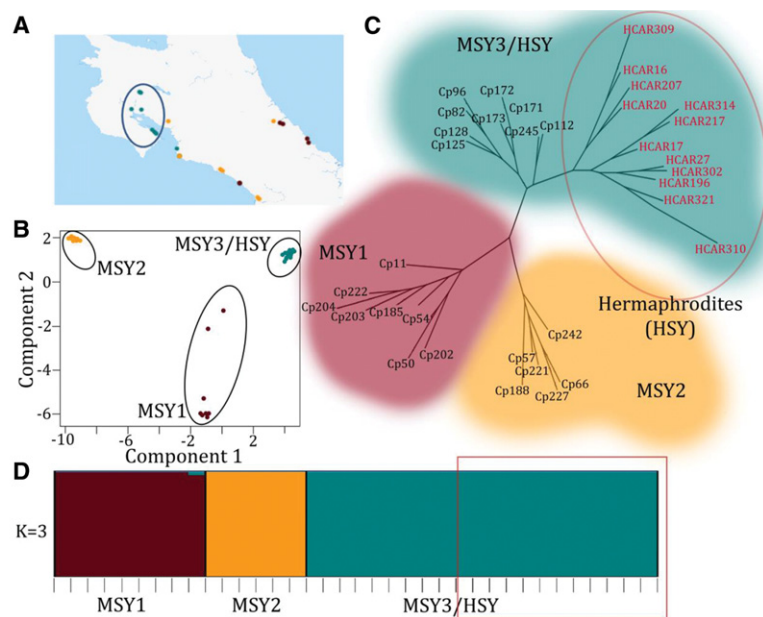 A
B
2
0
-2
-4
-6
Component 2
MSY2
MSY3/HSY
MSY1
-10
-6
-2
2
Component 1
C
MSY3/HSY
HCAR309
HCAR16
HCAR207
HCAR20
HCAR314
HCAR217
HCAR17
HCAR27
HCAR302
HCAR196
HCAR321
HCAR310
Cp172
Cp96
Cp171
Cp82
Cp173
Cp245
Cp112
Cp128
Cp125
MSY1
Cp11
Cp222
Cp204
Cp203
Cp185
Cp54
Cp202
Cp50
Hermaphrodites
(HSY)
Cp242
Cp57
Cp221
Cp66
Cp188
Cp227
MSY2
D
K=3
MSY1
MSY2
MSY3/HSY